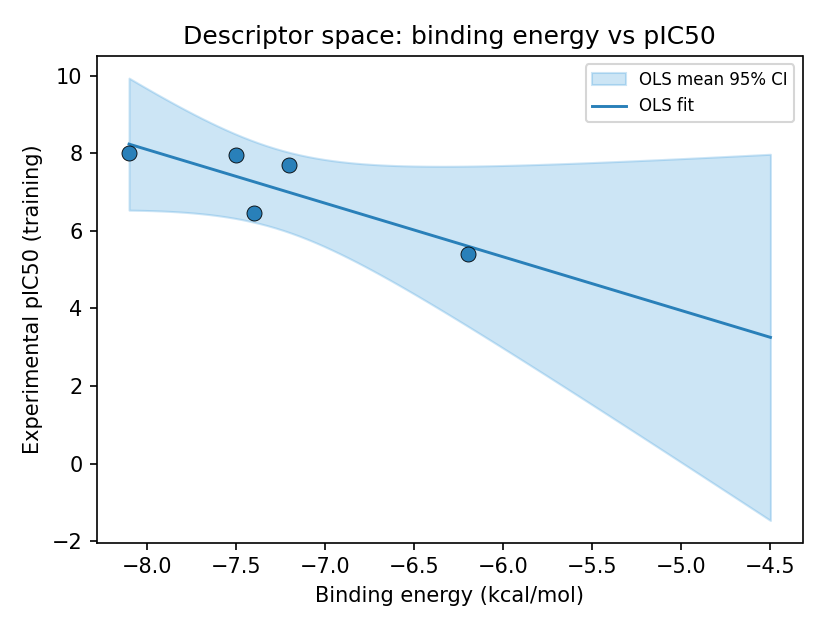 Descriptor space: binding energy vs pIC50
OLS mean 95% CI
OLS fit
Experimental pIC50 (training)
10
8
6
4
2
0
−2
−8.0 −7.5 −7.0 −6.5 −6.0 −5.5 −5.0 −4.5
Binding energy (kcal/mol)